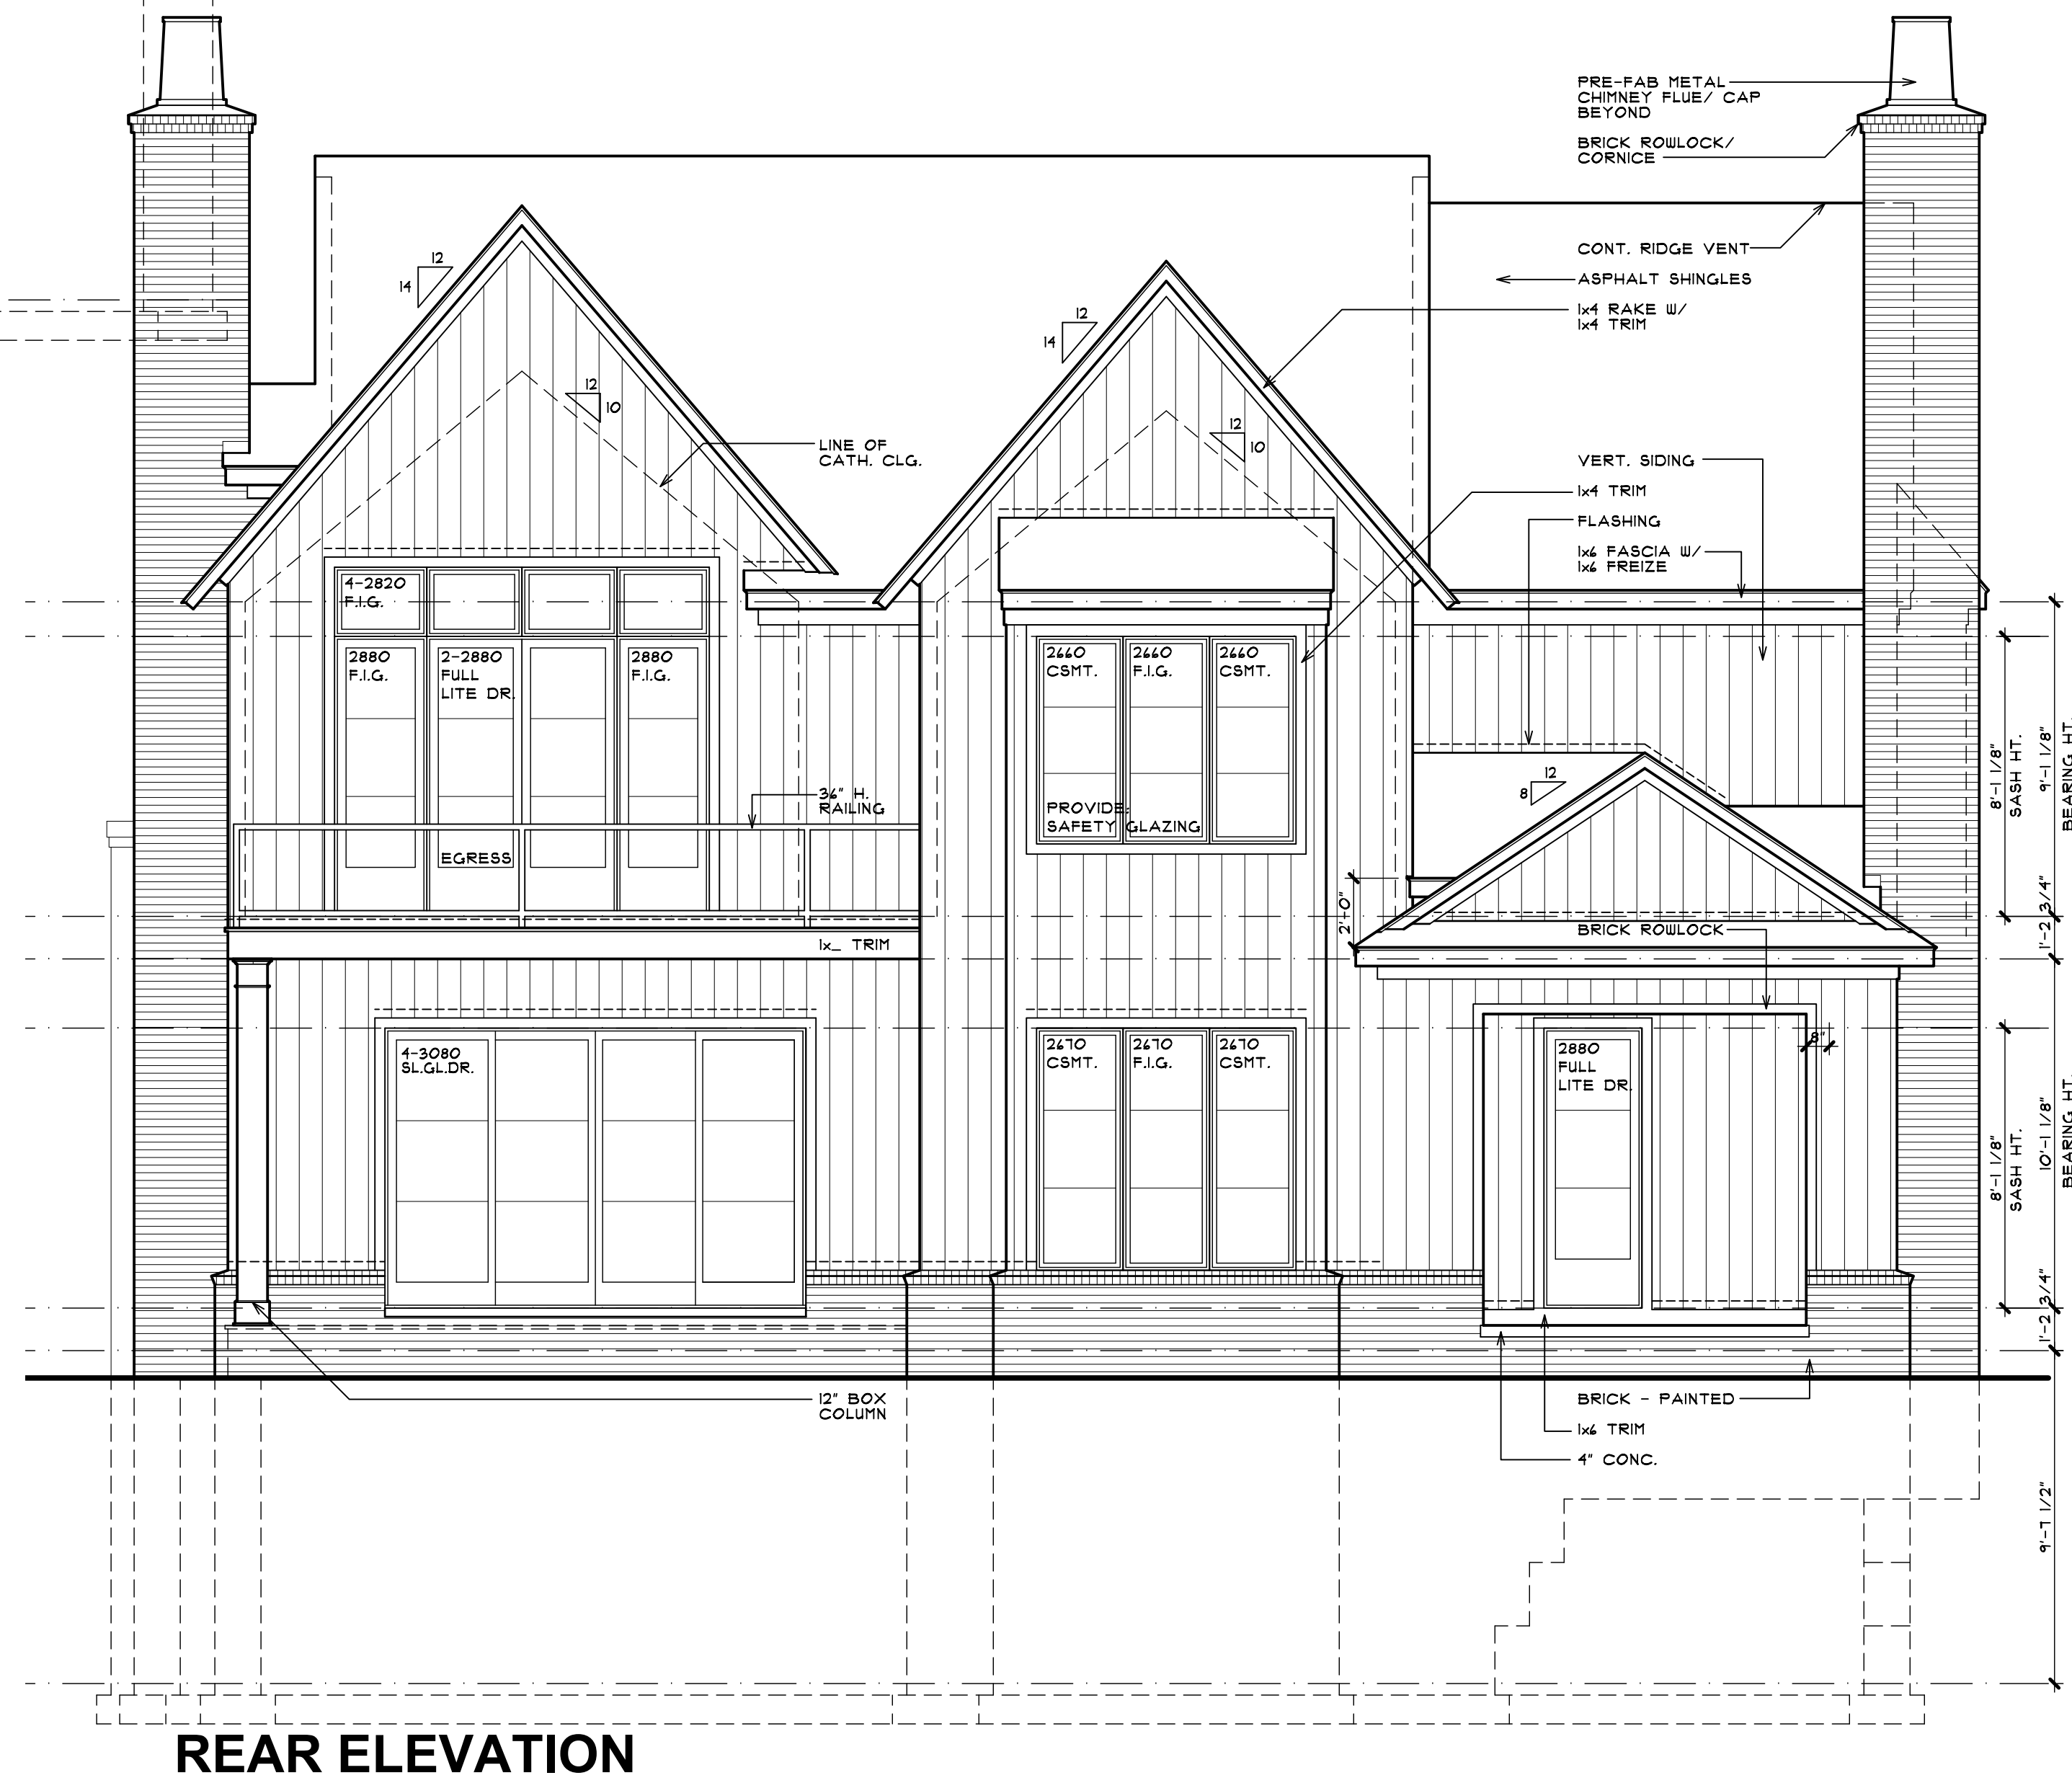 PRE-FAB METAL
CHIMNEY FLUE/ CAP
BEYOND
BRICK ROWLOCK/
CORNICE
CONT. RIDGE VENT
ASPHALT SHINGLES
1x4 RAKE W/
1x4 TRIM
12
14
12
14
12
10
12
10
LINE OF
CATH. CLG.
VERT. SIDING
1x4 TRIM
FLASHING
1x6 FASCIA W/
1x6 FREIZE
4-2820
F.I.G.
2880
F.I.G.
2-2880
FULL
LITE DR.
2880
F.I.G.
2660
CSMT.
2660
F.I.G.
2660
CSMT.
36" H.
RAILING
PROVIDE:
SAFETY GLAZING
EGRESS
12
8
8'-1 1/8"
SASH HT.
9'-1 1/8"
BEARING HT.
2'-0"
1'-2 3/4"
1x_ TRIM
BRICK ROWLOCK
4-3080
SL.GL.DR.
2670
CSMT.
2670
F.I.G.
2670
CSMT.
2880
FULL
LITE DR.
8"
8'-1 1/8"
SASH HT.
10'-1 1/8"
BEARING HT.
1'-2 3/4"
12" BOX
COLUMN
BRICK - PAINTED
1x6 TRIM
4" CONC.
9'-7 1/2"
REAR ELEVATION